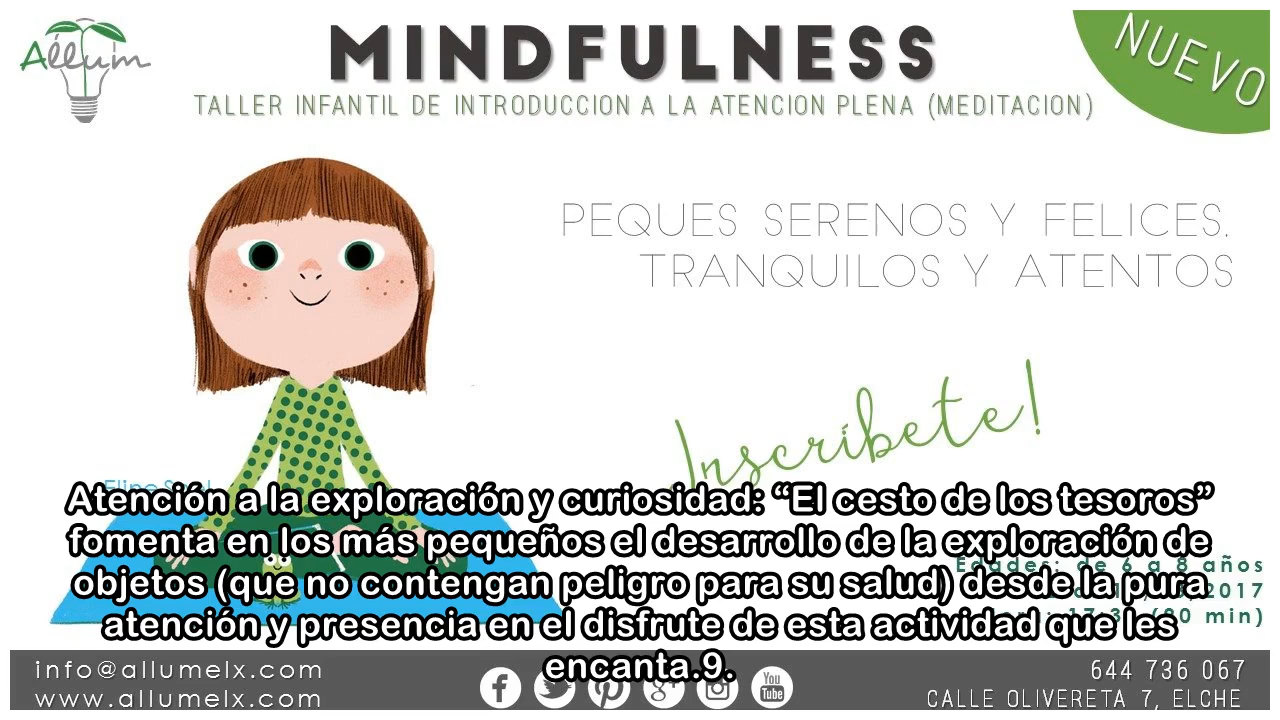 Allum
MINDFULNESS
NUEVO
TALLER INFANTIL DE INTRODUCCION A LA ATENCION PLENA (MEDITACION)
PEQUES SERENOS Y FELICES,
TRANQUILOS Y ATENTOS
Inscríbete!
Atención a la exploración y curiosidad: “El cesto de los tesoros”
fomenta en los más pequeños el desarrollo de la exploración de
objetos (que no contengan peligro para su salud) desde la pura
atención y presencia en el disfrute de esta actividad que les
encanta.9.
Edades: de 6 a 8 años
2017
min)
info@allumelx.com
www.allumelx.com
You
Tube
644 736 067
CALLE OLIVERETA 7, ELCHE